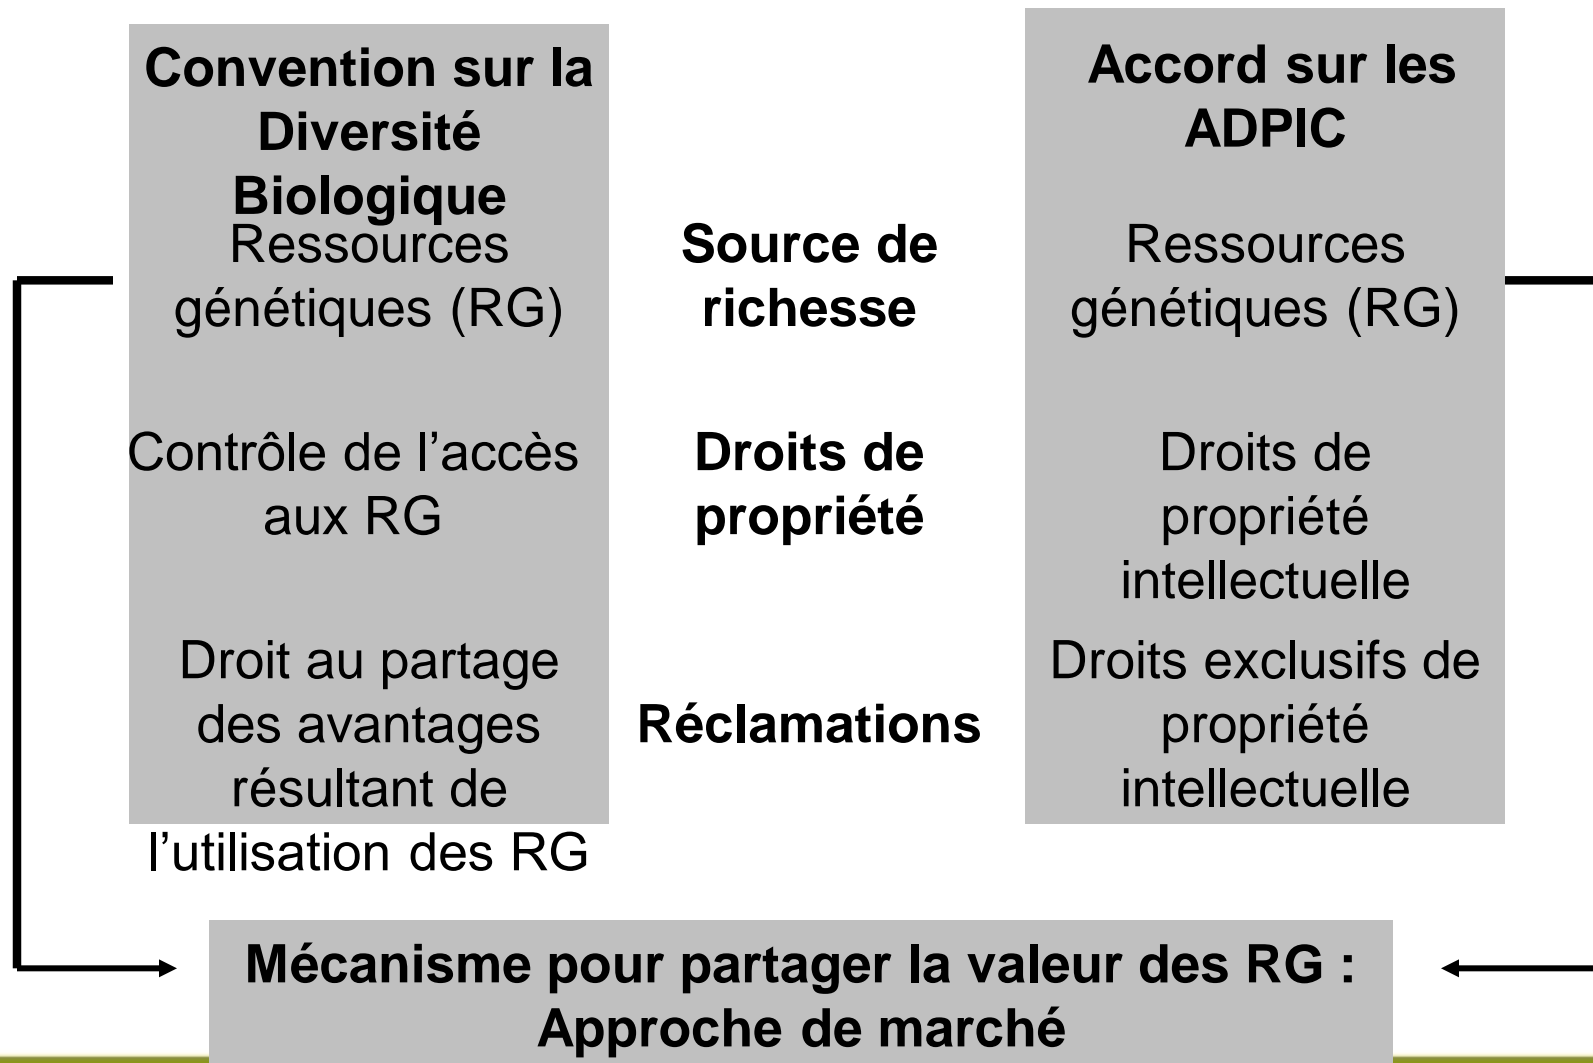 Convention sur la
Diversité
Biologique
Ressources
génétiques (RG)
Contrôle de l’accès
aux RG
Droit au partage
des avantages
résultant de
l’utilisation des RG
Source de
richesse
Droits de
propriété
Réclamations
Accord sur les
ADPIC
Ressources
génétiques (RG)
Droits de
propriété
intellectuelle
Droits exclusifs de
propriété
intellectuelle
Mécanisme pour partager la valeur des RG :
Approche de marché